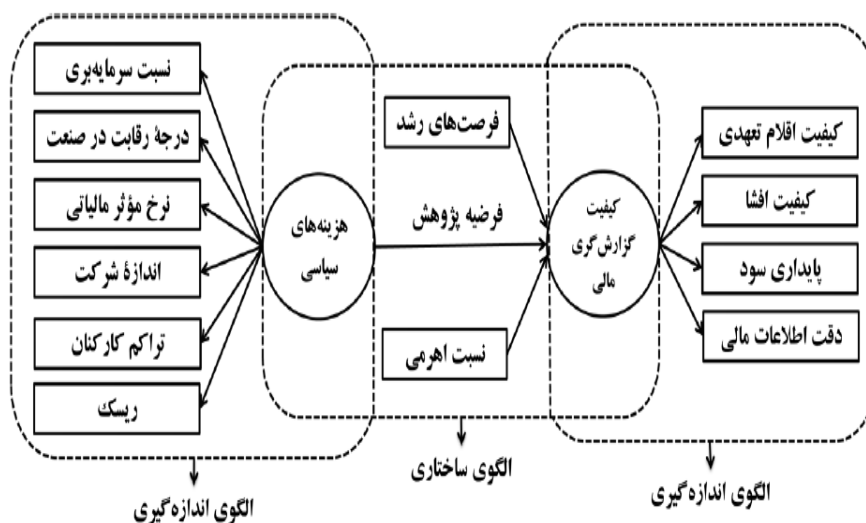 نسبت سرمایه‌بری
درجهٔ رقابت در صنعت
نرخ مؤثر مالیاتی
اندازهٔ شرکت
تراکم کارکنان
ریسک
هزینه‌های
سیاسی
فرصت‌های رشد
فرضیه پژوهش
نسبت اهرمی
کیفیت
گزارش‌گری
مالی
کیفیت اقلام تعهدی
کیفیت افشا
پایداری سود
دقت اطلاعات مالی
الگوی اندازه‌گیری
الگوی ساختاری
الگوی اندازه‌گیری